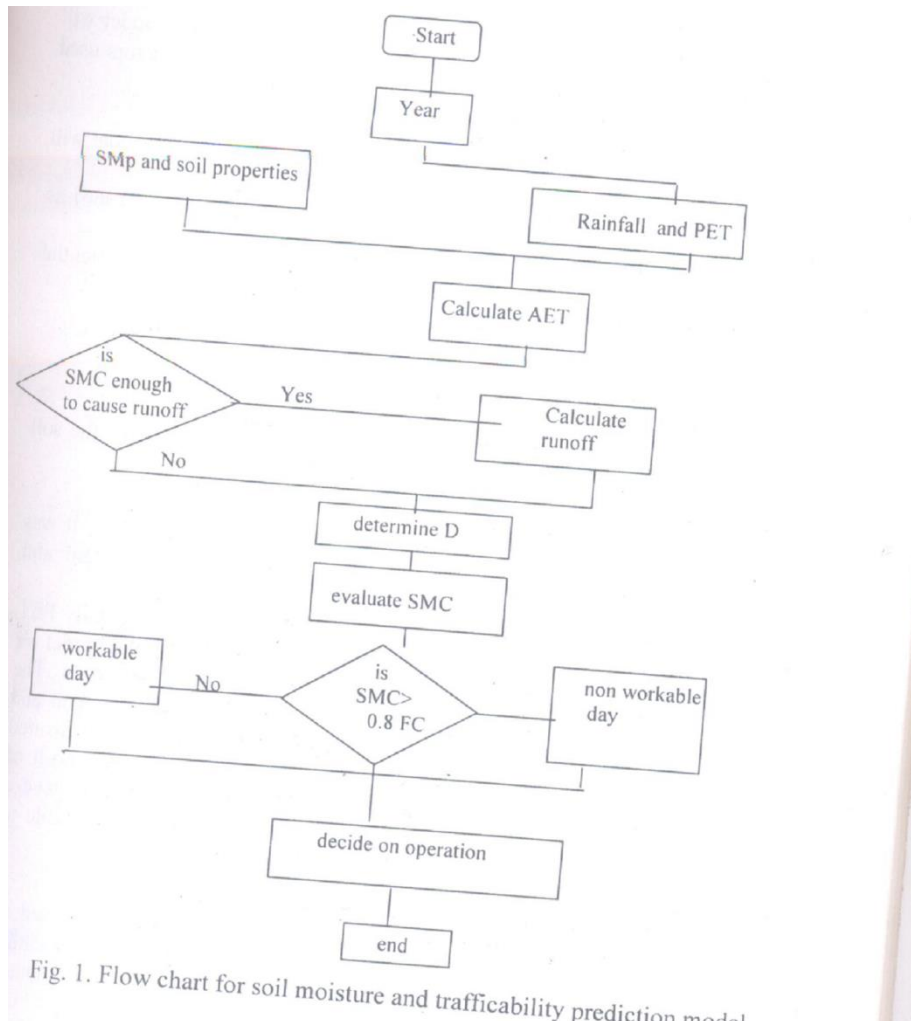 Start
Year
SMp and soil properties
Rainfall and PET
Calculate AET
is
SMC enough
to cause runoff
Yes
Calculate
runoff
No
determine D
evaluate SMC
workable
day
No
is
SMC>
0.8 FC
non workable
day
decide on operation
end
Fig. 1. Flow chart for soil moisture and trafficability prediction model